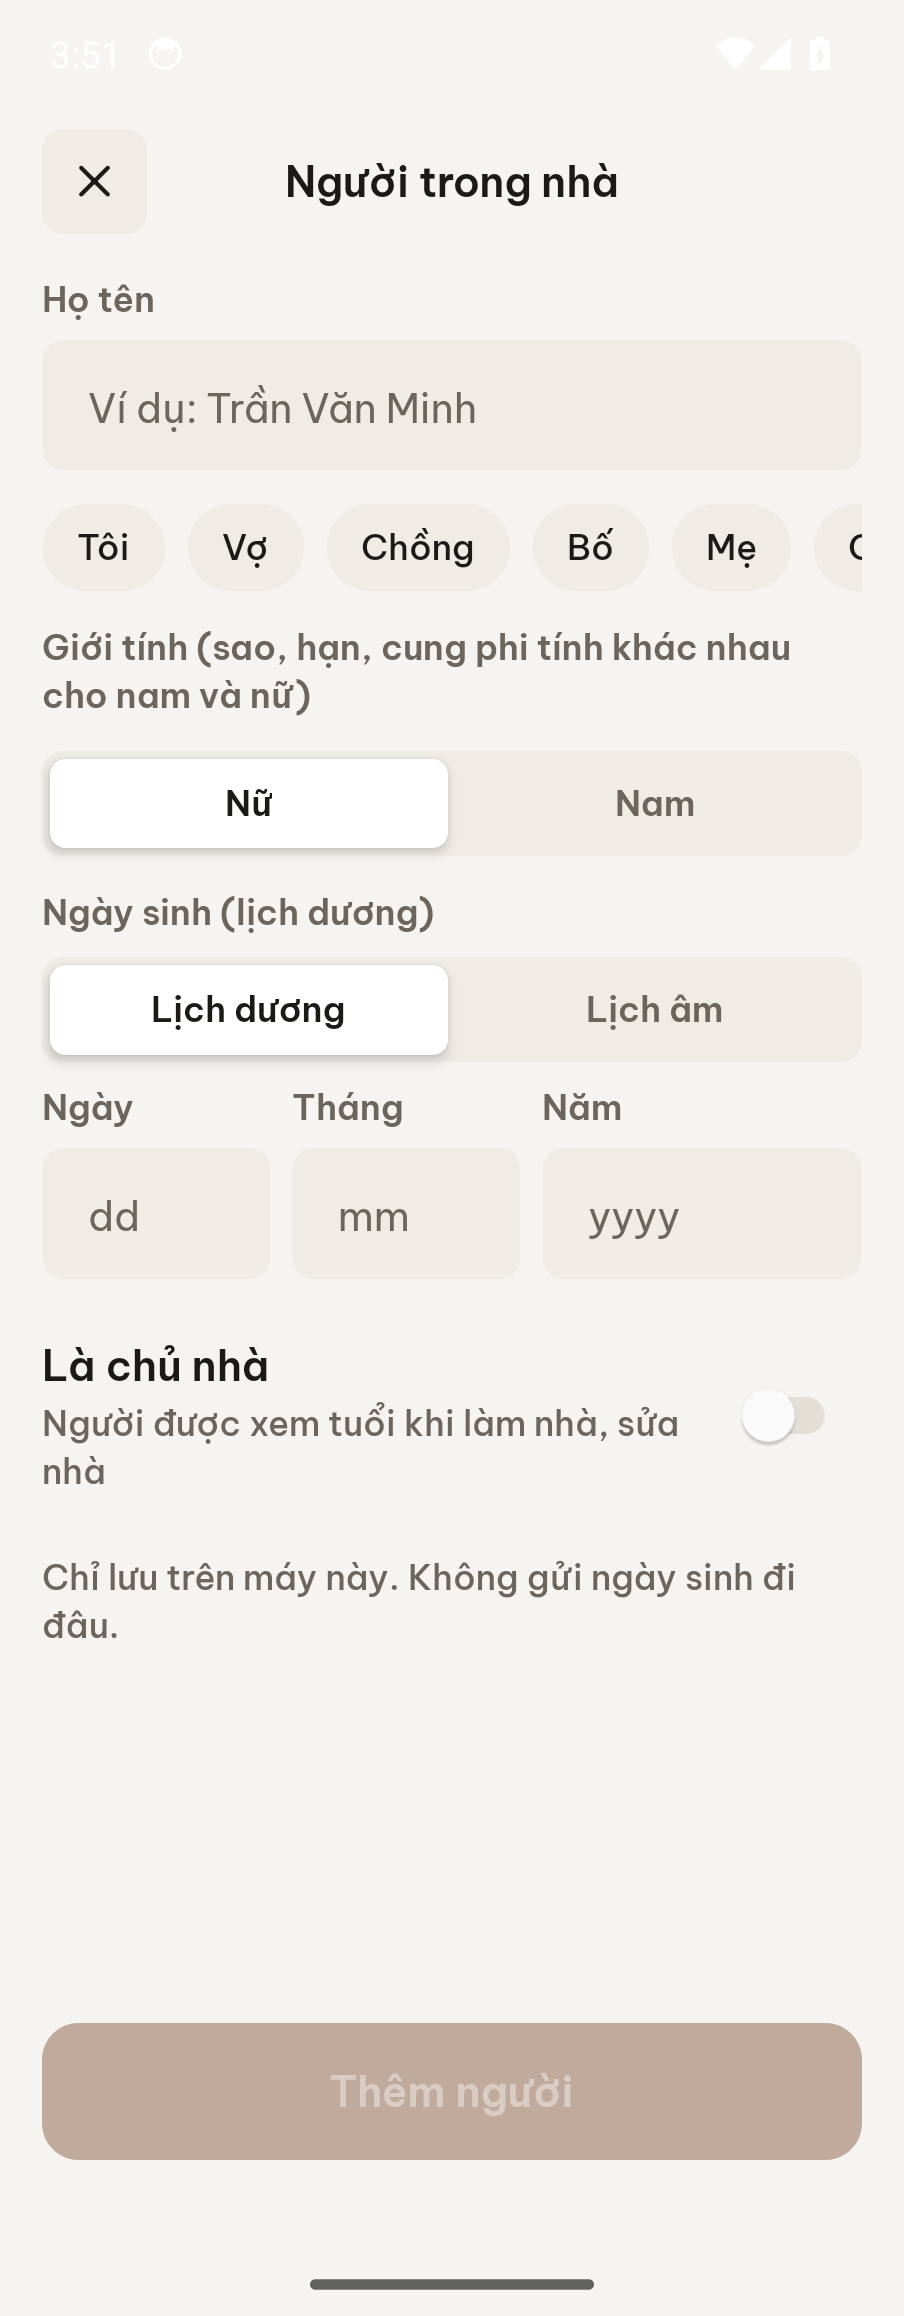 3:51
Người trong nhà
Họ tên
Ví dụ: Trần Văn Minh
Tôi
Vợ
Chồng
Bố
Mẹ
Giới tính (sao, hạn, cung phi tính khác nhau
cho nam và nữ)
Nữ
Nam
Ngày sinh (lịch dương)
Lịch dương
Lịch âm
Ngày
Tháng
Năm
dd
mm
yyyy
Là chủ nhà
Người được xem tuổi khi làm nhà, sửa
nhà
Chỉ lưu trên máy này. Không gửi ngày sinh đi
đâu.
Thêm người